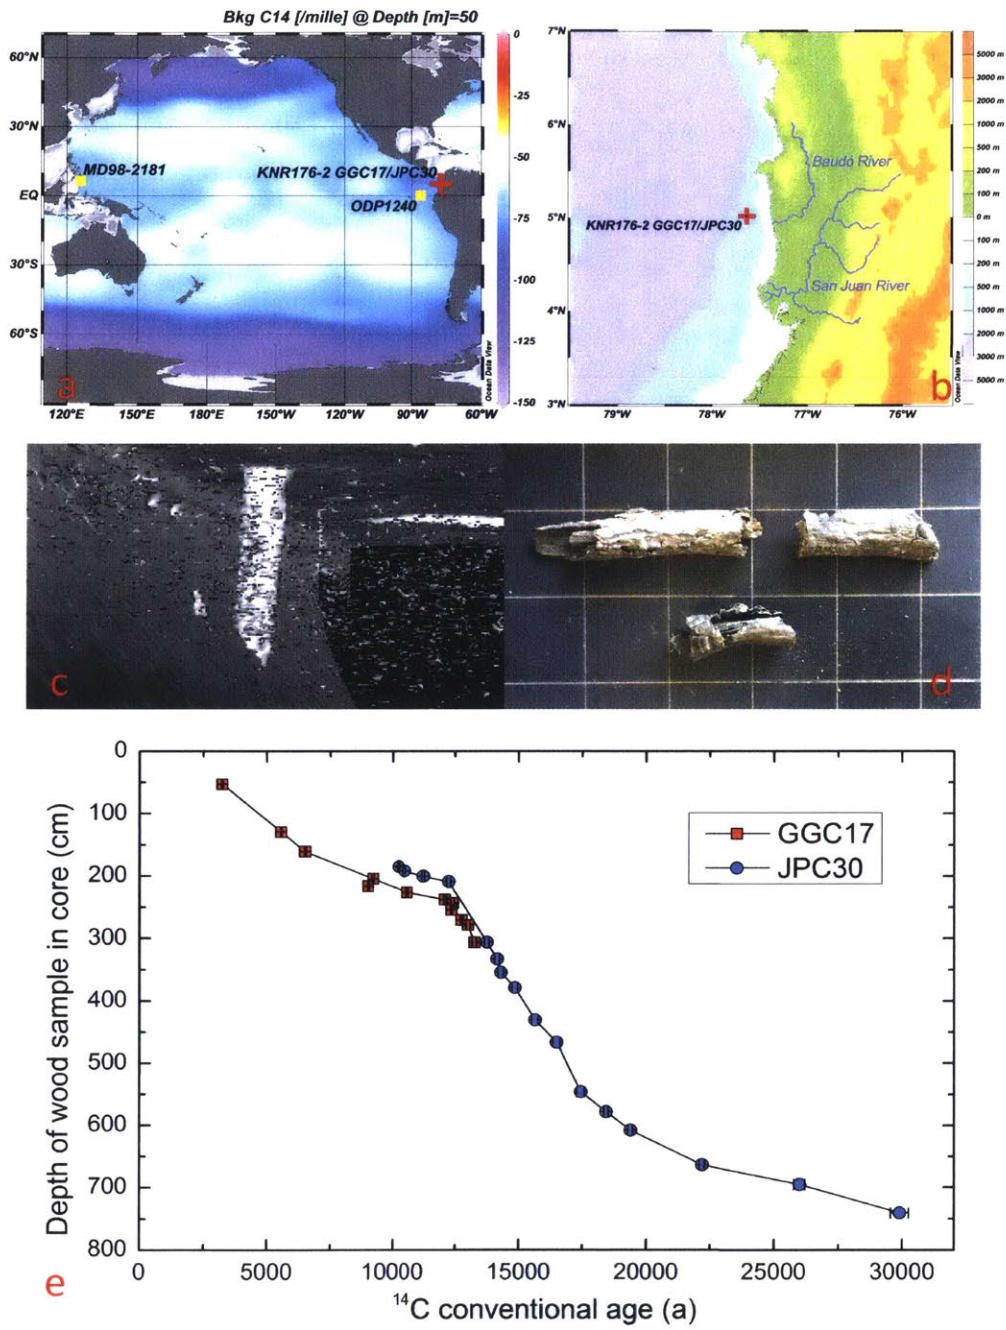 Bkg C14 [/mille] @ Depth [m]=50
60°N
30°N
EQ
30°S
60°S
MD98-2181
KNR176-2 GGC17/JPC30
ODP1240
a
120°E 150°E 180°E 150°W 120°W 90°W 60°W
0
-25
-50
-75
-100
-125
-150
Ocean Data View
7°N
6°N
5°N
4°N
3°N
Baudó River
KNR176-2 GGC17/JPC30
San Juan River
b
79°W 78°W 77°W 76°W
5000 m
2000 m
1000 m
500 m
200 m
100 m
0 m
100 m
200 m
500 m
1000 m
2000 m
3000 m
5000 m
Ocean Data View
c
d
Depth of wood sample in core (cm)
0
100
200
300
400
500
600
700
800
GGC17
JPC30
e
0 5000 10000 15000 20000 25000 30000
¹⁴C conventional age (a)